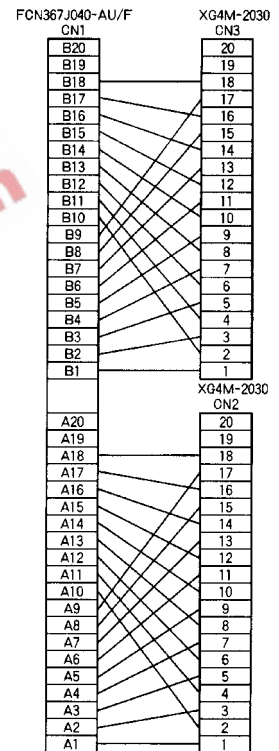 FCN367J040-AU/F XG4M-2030
CN1 CN3
B20 20
B19 19
B18 18
B17 17
B16 16
B15 15
B14 14
B13 13
B12 12
B11 11
B10 10
B9 9
B8 8
B7 7
B6 6
B5 5
B4 4
B3 3
B2 2
B1 1
XG4M-2030
CN2
A20 20
A19 19
A18 18
A17 17
A16 16
A15 15
A14 14
A13 13
A12 12
A11 11
A10 10
A9 9
A8 8
A7 7
A6 6
A5 5
A4 4
A3 3
A2 2
A1 1